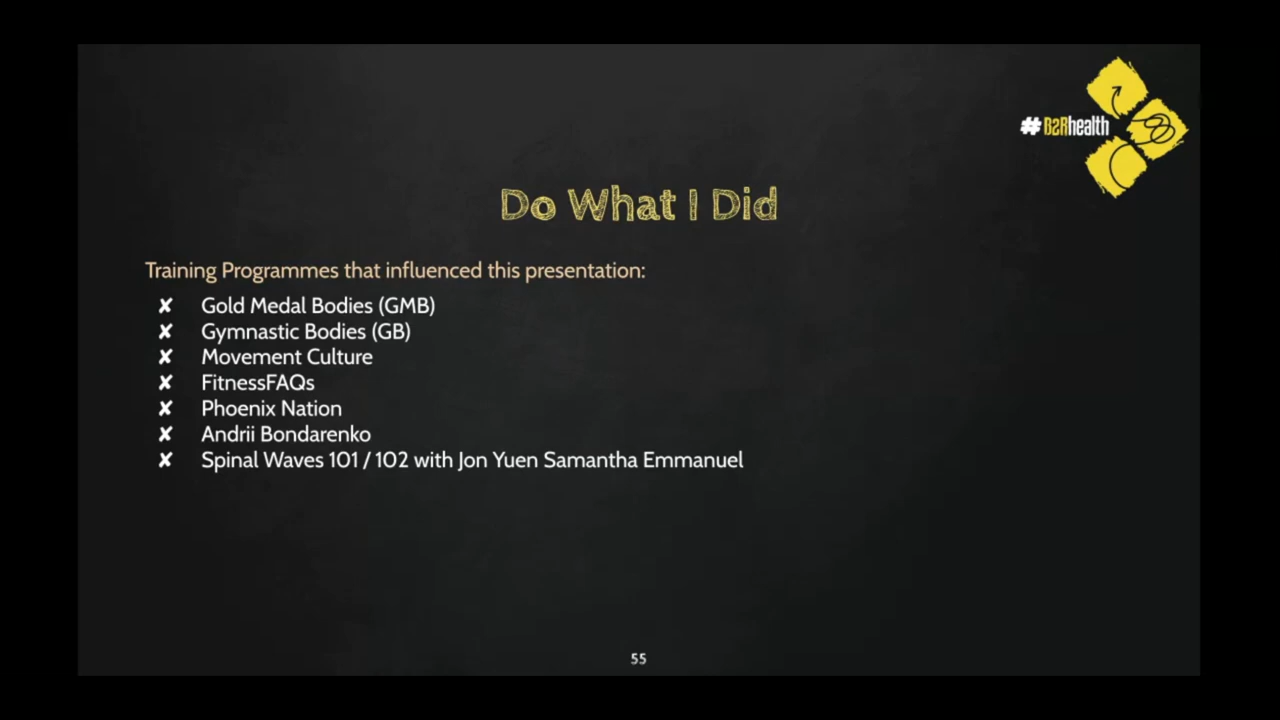 #B2Rhealth
Do What I Did
Training Programmes that influenced this presentation:
✘ Gold Medal Bodies (GMB)
✘ Gymnastic Bodies (GB)
✘ Movement Culture
✘ FitnessFAQs
✘ Phoenix Nation
✘ Andrii Bondarenko
✘ Spinal Waves 101 / 102 with Jon Yuen Samantha Emmanuel
55